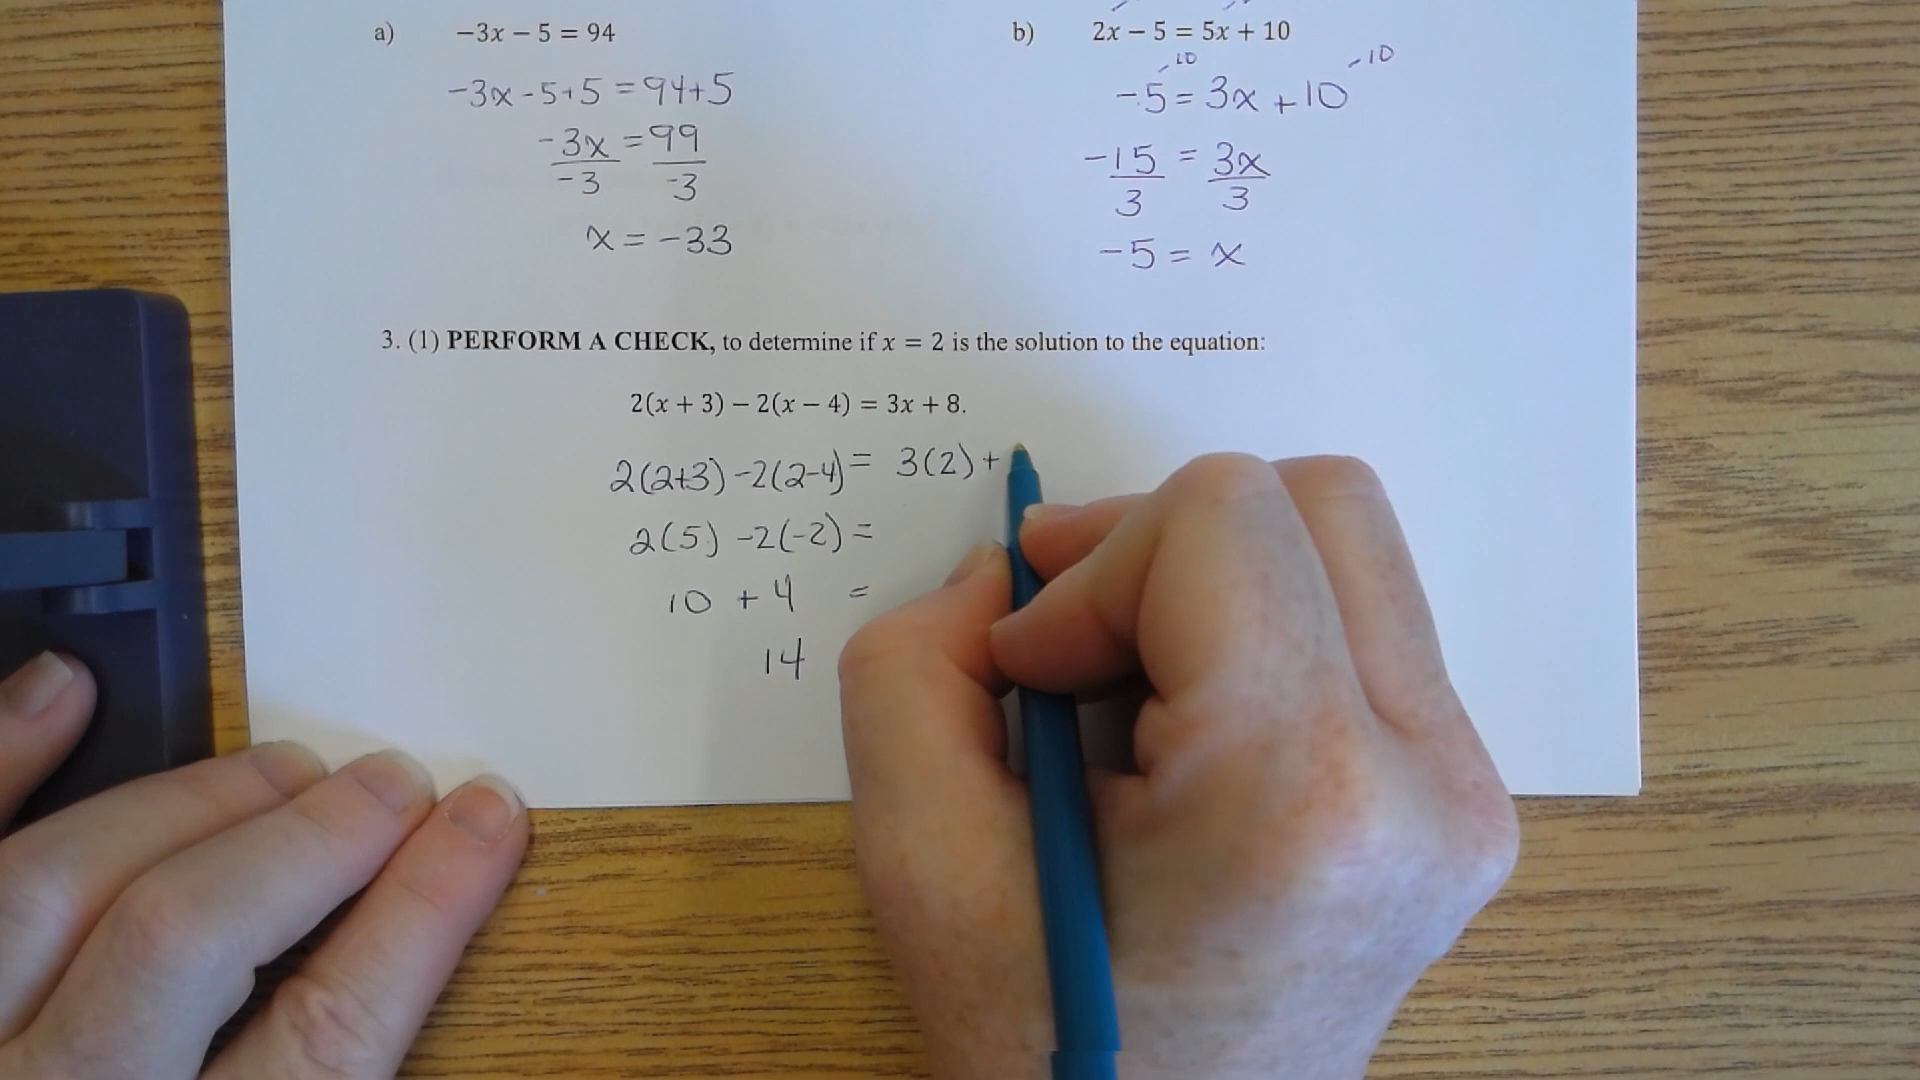 a) −3x − 5 = 94
b) 2x − 5 = 5x + 10
-3x - 5 + 5 = 94 + 5
-10 -10
-5 = 3x + 10
-3x = 99
-3 -3
-15 = 3x
3 3
x = -33
-5 = x
3. (1) PERFORM A CHECK, to determine if x = 2 is the solution to the equation:
2(x + 3) − 2(x − 4) = 3x + 8.
2(2+3) -2(2-4) = 3(2) +
2(5) -2(-2) =
10 + 4 =
14